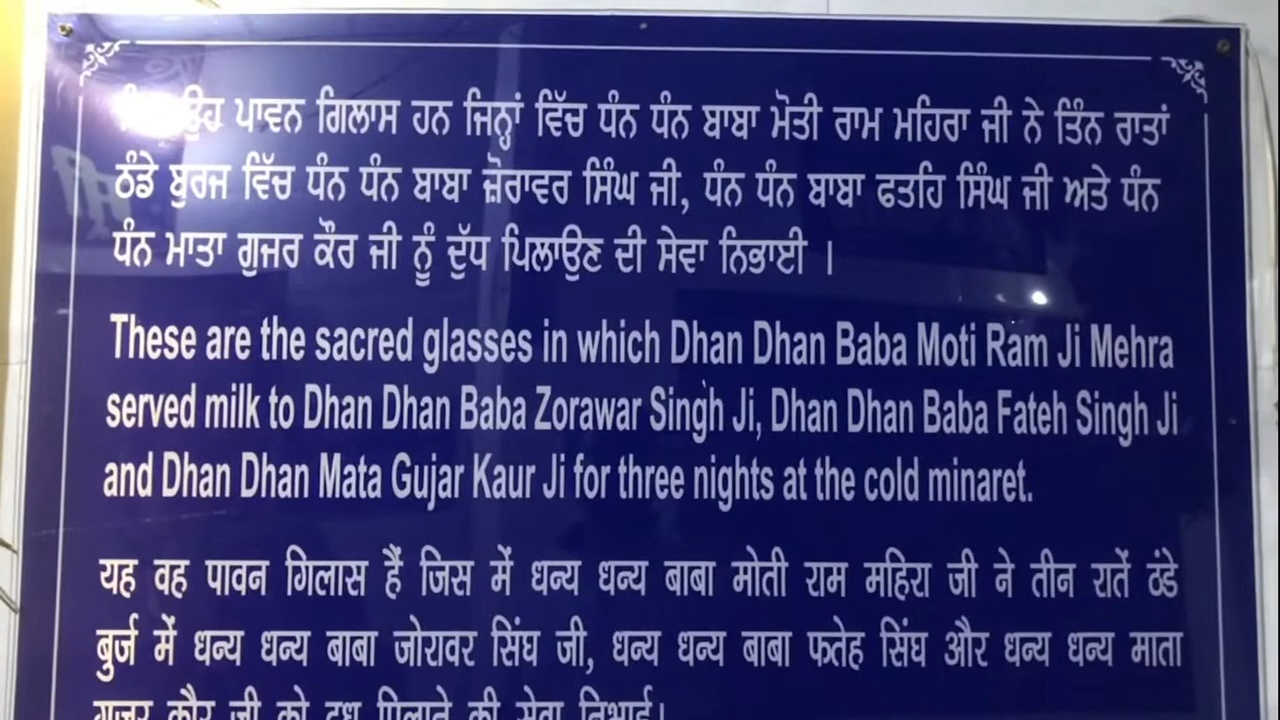 ਉਹ ਪਾਵਨ ਗਿਲਾਸ ਹਨ ਜਿਨ੍ਹਾਂ ਵਿੱਚ ਧੰਨ ਧੰਨ ਬਾਬਾ ਮੋਤੀ ਰਾਮ ਮਹਿਰਾ ਜੀ ਨੇ ਤਿੰਨ ਰਾਤਾਂ
ਠੰਡੇ ਬੁਰਜ ਵਿੱਚ ਧੰਨ ਧੰਨ ਬਾਬਾ ਜ਼ੋਰਾਵਰ ਸਿੰਘ ਜੀ, ਧੰਨ ਧੰਨ ਬਾਬਾ ਫਤਹਿ ਸਿੰਘ ਜੀ ਅਤੇ ਧੰਨ
ਧੰਨ ਮਾਤਾ ਗੁਜਰ ਕੌਰ ਜੀ ਨੂੰ ਦੁੱਧ ਪਿਲਾਉਣ ਦੀ ਸੇਵਾ ਨਿਭਾਈ ।
These are the sacred glasses in which Dhan Dhan Baba Moti Ram Ji Mehra
served milk to Dhan Dhan Baba Zorawar Singh Ji, Dhan Dhan Baba Fateh Singh Ji
and Dhan Dhan Mata Gujar Kaur Ji for three nights at the cold minaret.
यह वह पावन गिलास हैं जिस में धन्य धन्य बाबा मोती राम महिरा जी ने तीन रातें ठंडे
बुर्ज में धन्य धन्य बाबा जोरावर सिंघ जी, धन्य धन्य बाबा फतेह सिंघ और धन्य धन्य माता
गुजर कौर जी को दुध पिलाने की सेवा निभाई।